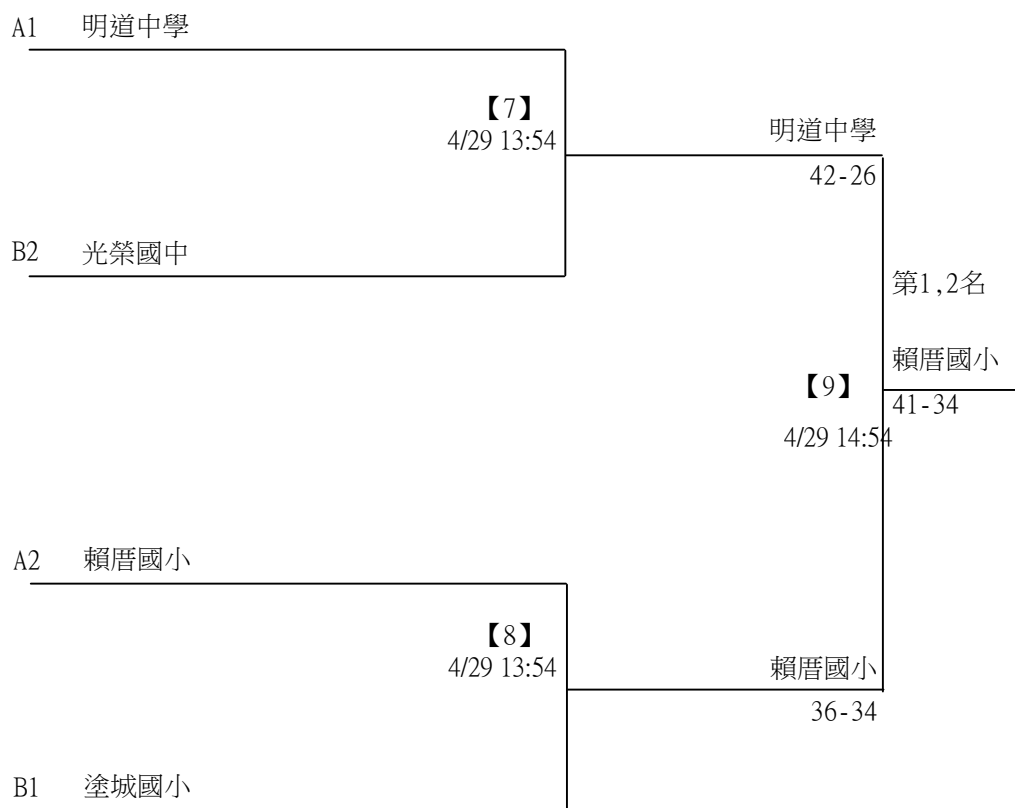 A1 明道中學
【7】
4/29 13:54
明道中學
42-26
B2 光榮國中
第1,2名
賴厝國小
【9】
41-34
4/29 14:54
A2 賴厝國小
【8】
4/29 13:54
賴厝國小
36-34
B1 塗城國小